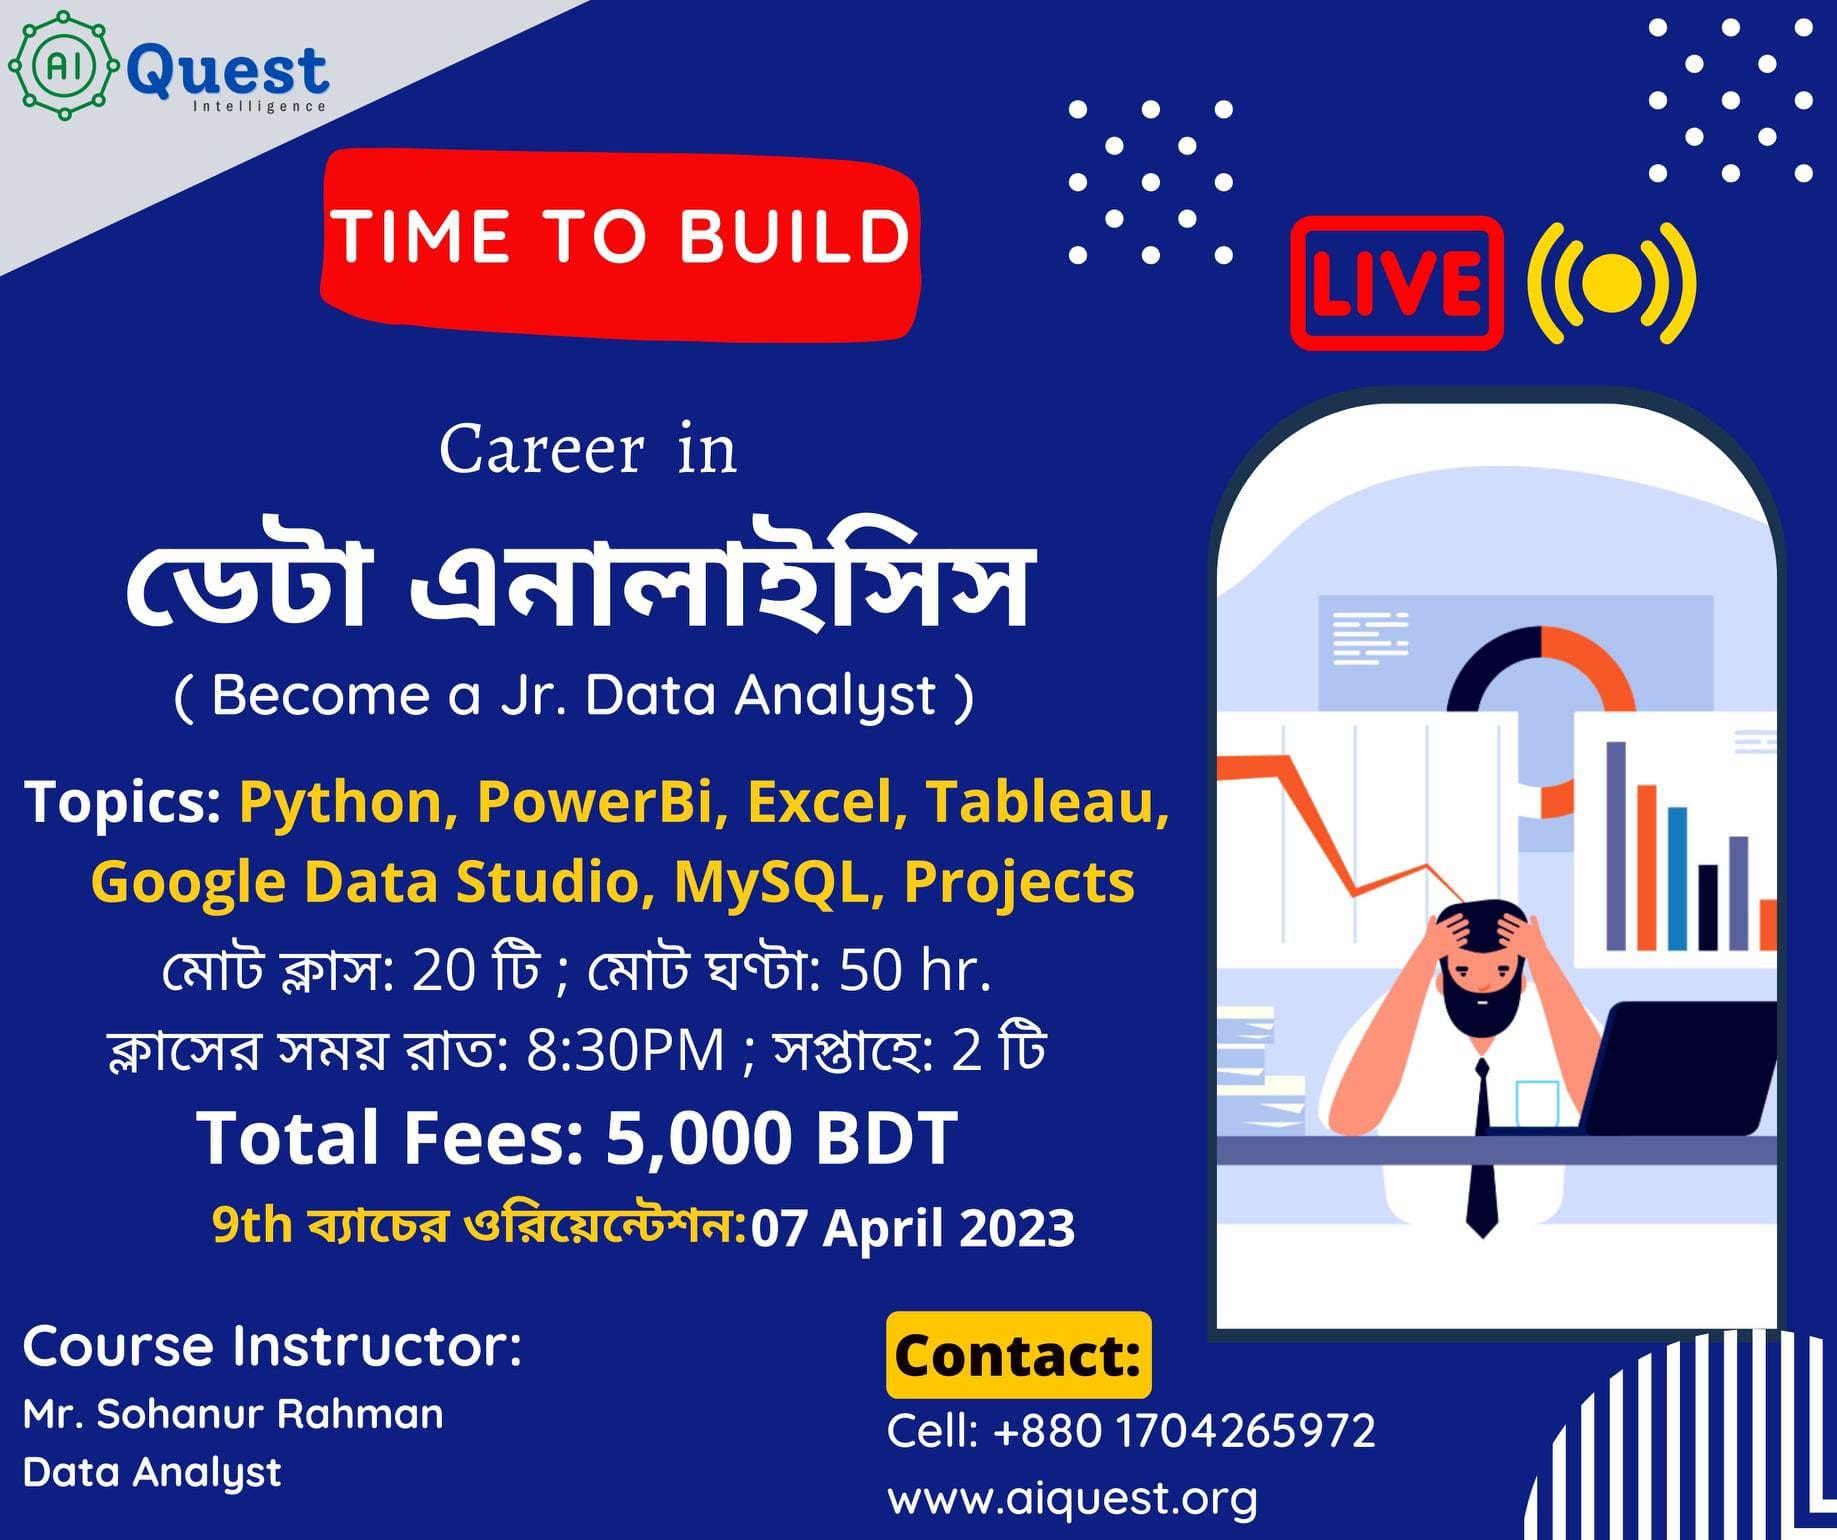 AI Quest
Intelligence
TIME TO BUILD
LIVE
Career in
ডেটা এনালাইসিস
( Become a Jr. Data Analyst )
Topics: Python, PowerBi, Excel, Tableau,
Google Data Studio, MySQL, Projects
মোট ক্লাস: 20 টি ; মোট ঘণ্টা: 50 hr.
ক্লাসের সময় রাত: 8:30PM ; সপ্তাহে: 2 টি
Total Fees: 5,000 BDT
9th ব্যাচের ওরিয়েন্টেশন:07 April 2023
Course Instructor:
Mr. Sohanur Rahman
Data Analyst
Contact:
Cell: +880 1704265972
www.aiquest.org